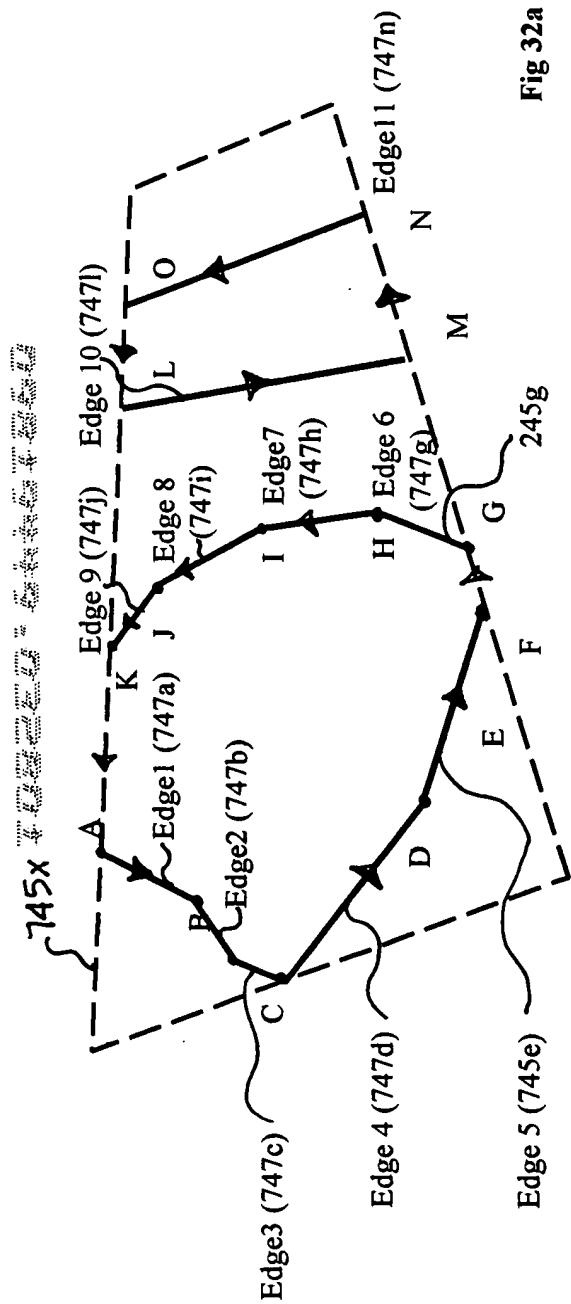 745x
Edge 9 (747j)
Edge 10 (747l)
Edge 8
(747i)
Edge7
(747h)
Edge 6
(747g)
Edge11 (747n)
A
K
J
L
O
I
H
G
M
N
Edge1 (747a)
Edge2 (747b)
B
C
D
E
F
Edge3 (747c)
Edge 4 (747d)
Edge 5 (745e)
245g
Fig 32a